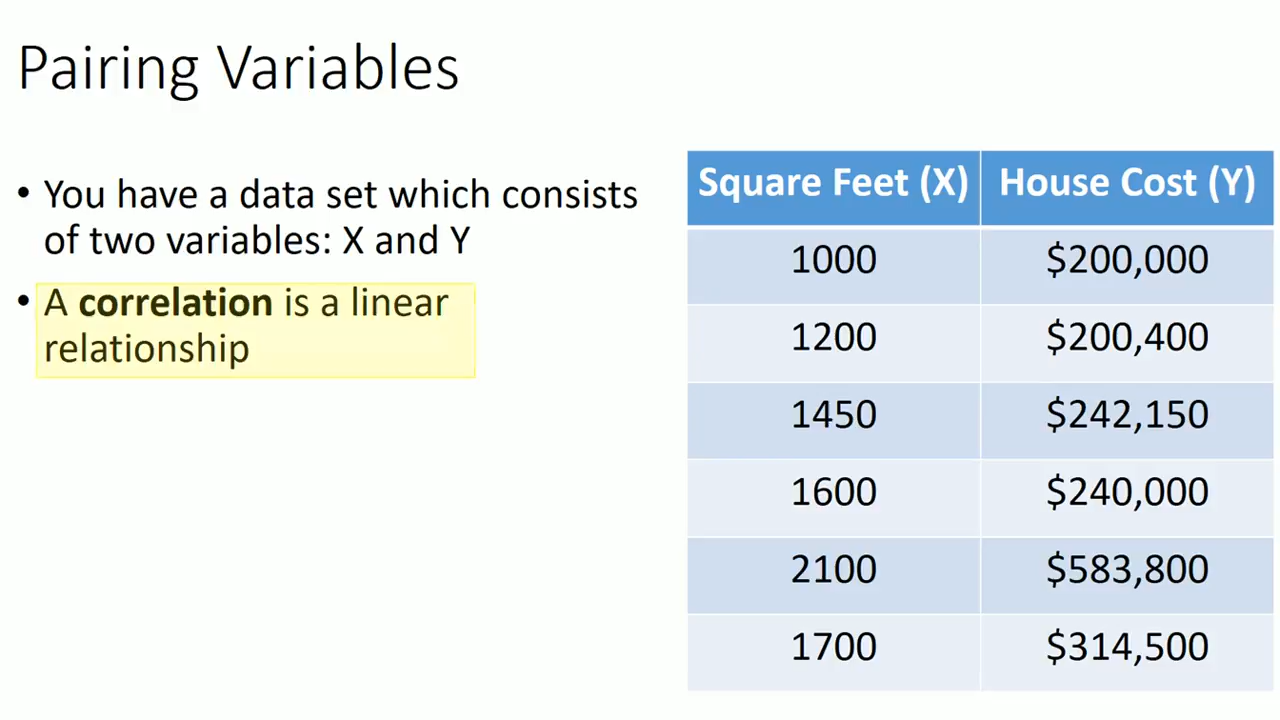 Pairing Variables
• You have a data set which consists
of two variables: X and Y
• A correlation is a linear
relationship
Square Feet (X) House Cost (Y)
1000 $200,000
1200 $200,400
1450 $242,150
1600 $240,000
2100 $583,800
1700 $314,500